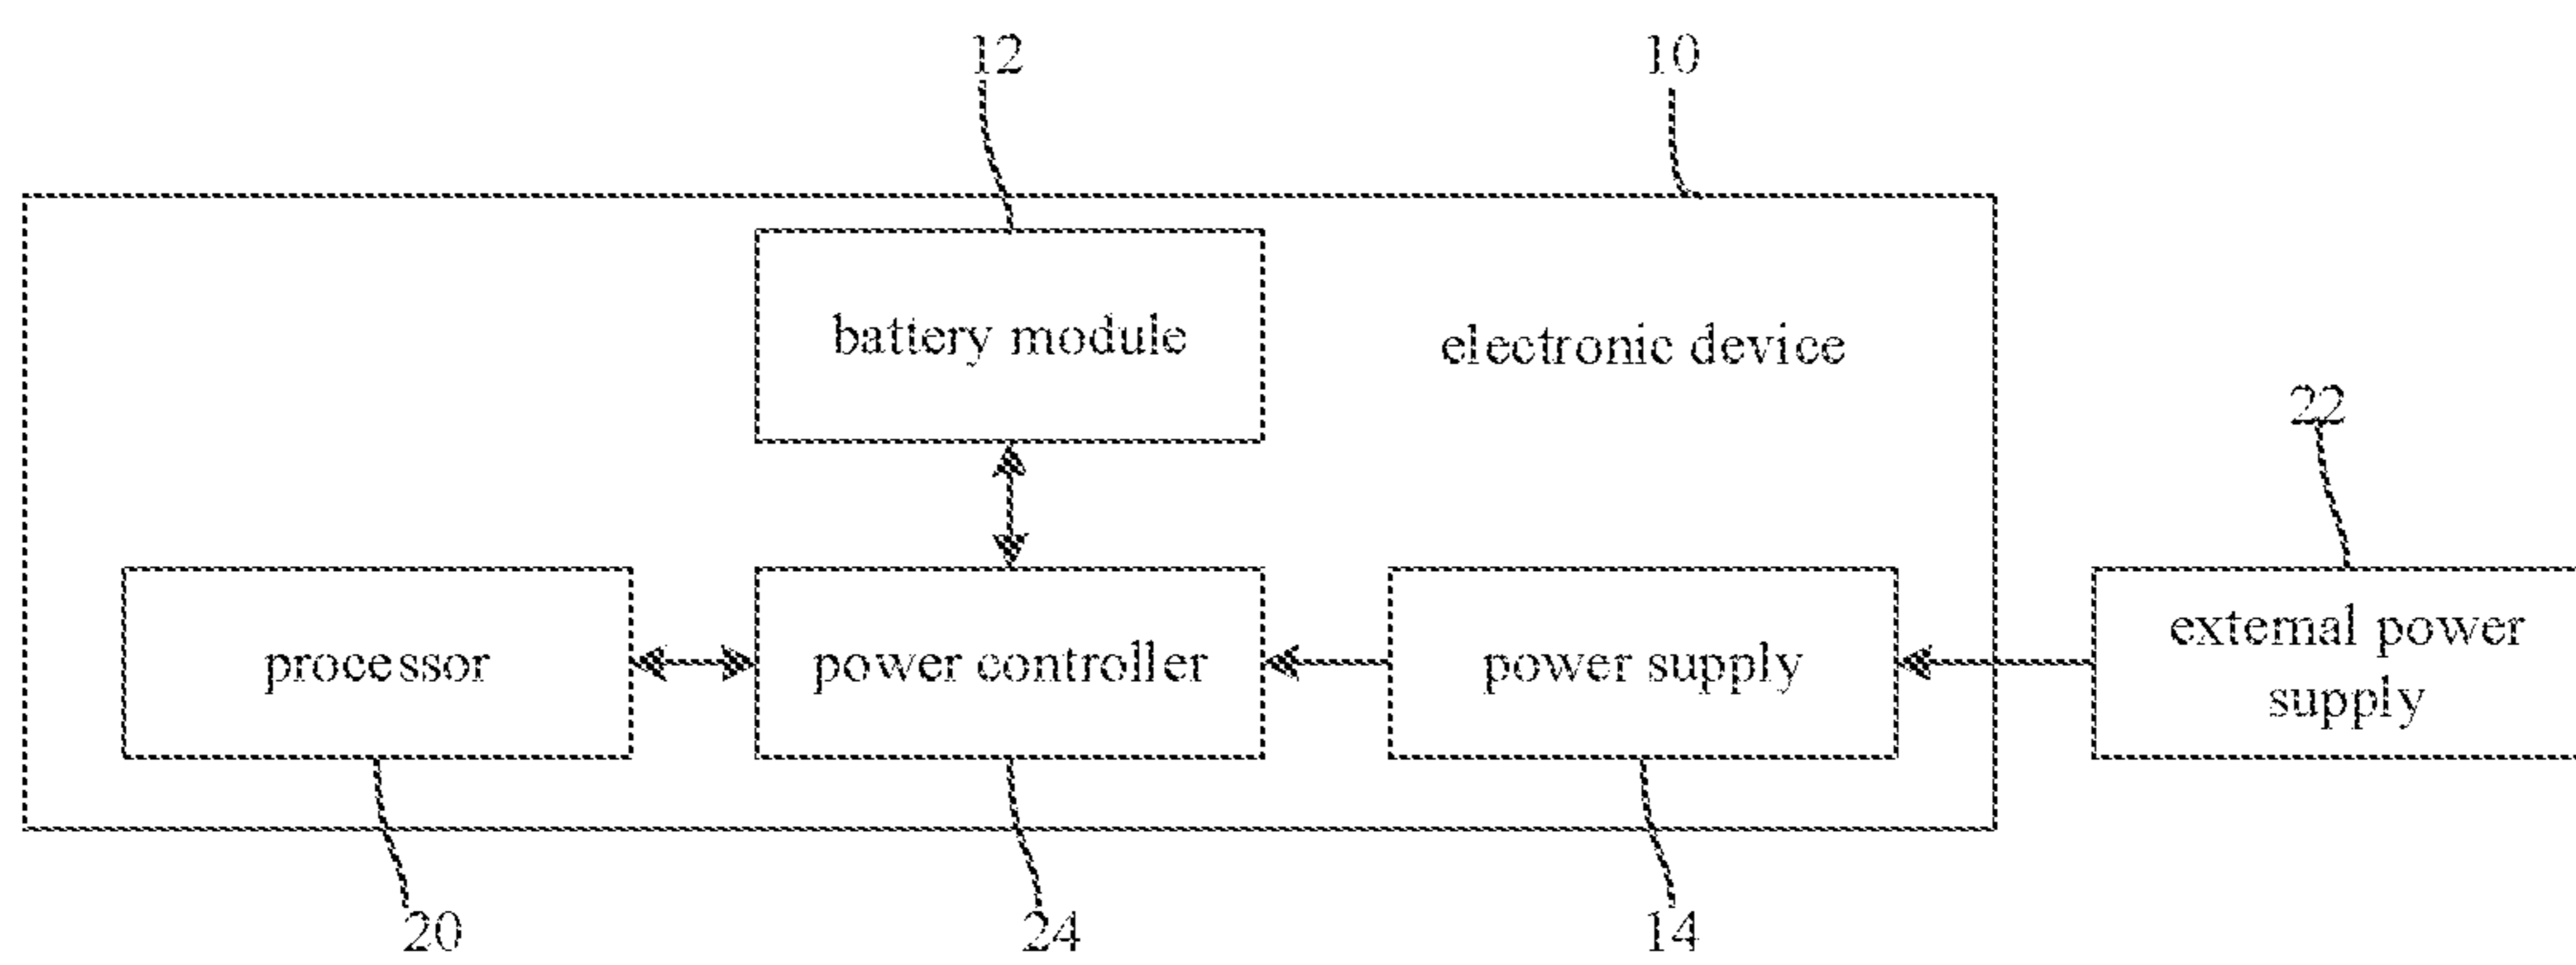 12
10
battery module
electronic device
22
processor
power controller
power supply
external power
supply
20
24
14